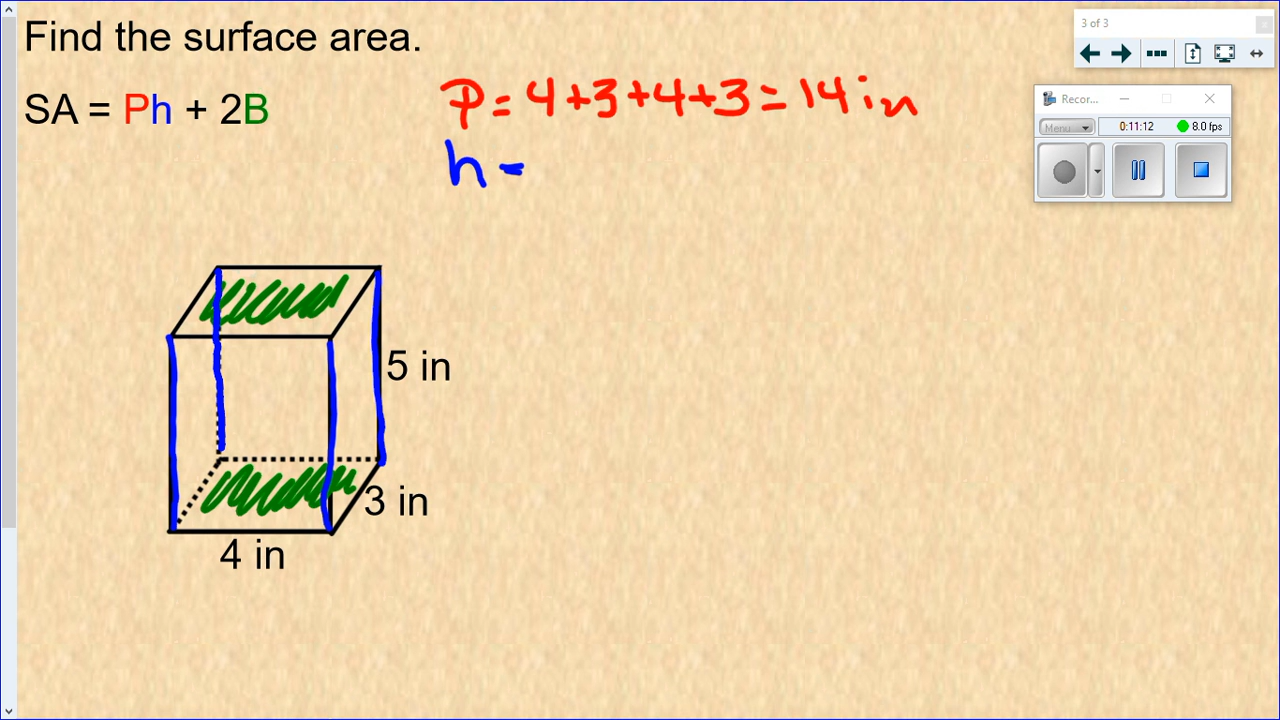 Find the surface area.
SA = Ph + 2B
P = 4+3+4+3 = 14 in
h =
3 of 3
Recor...
Menu
0:11:12
8.0 fps
5 in
3 in
4 in